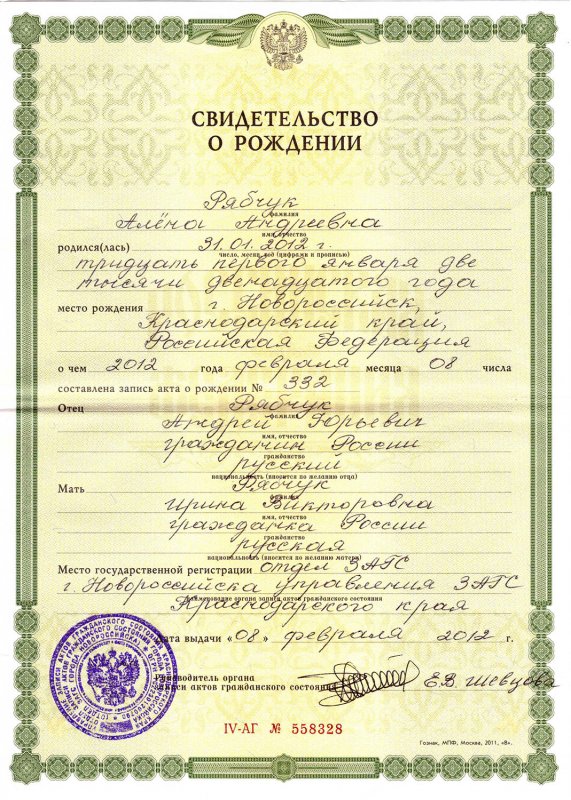 СВИДЕТЕЛЬСТВО
О РОЖДЕНИИ
Рябчук
фамилия
Алёна Андреевна
имя, отчество
родился(лась) 31.01.2012 г.
число, месяц, год (цифрами и прописью)
тридцать первого января две
тысячи двенадцатого года
место рождения г. Новороссийск,
Краснодарский край,
Российская Федерация
о чем 2012 года февраля месяца 08 числа
составлена запись акта о рождении № 332
Отец Рябчук
фамилия
Андрей Юрьевич
имя, отчество
гражданин России
гражданство
русский
национальность (вносится по желанию отца)
Мать Рябчук
фамилия
Ирина Викторовна
имя, отчество
гражданка России
гражданство
русская
национальность (вносится по желанию матери)
Место государственной регистрации отдел ЗАГС
г. Новороссийска управления ЗАГС
наименование органа записи актов гражданского состояния
Краснодарского края
Дата выдачи «08» февраля 2012 г.
Руководитель органа
записи актов гражданского состояния Е.В. Шевцова
IV-АГ № 558328
Гознак, МПФ, Москва, 2011, «В».